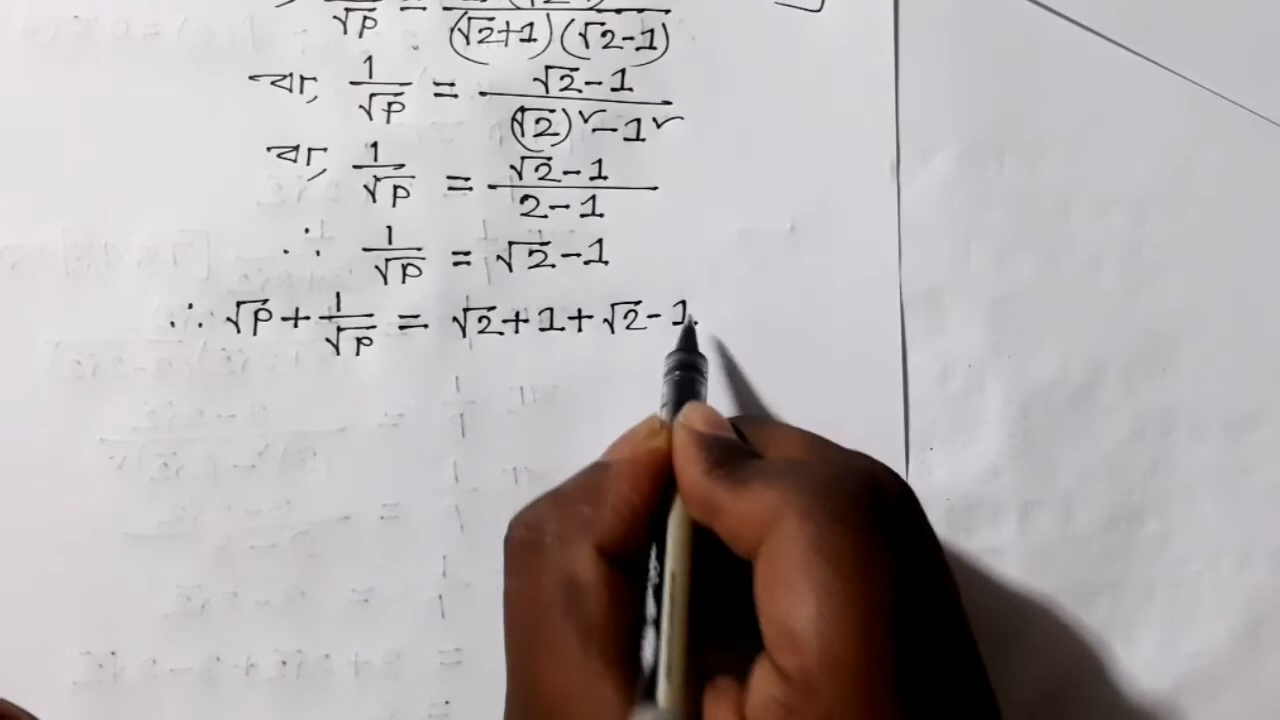 1/√p = /(√2+1)(√2-1)
বা, 1/√p = √2-1/(√2)²-1²
বা, 1/√p = √2-1/2-1
∴ 1/√p = √2-1
∴ √p+1/√p = √2+1+√2-1